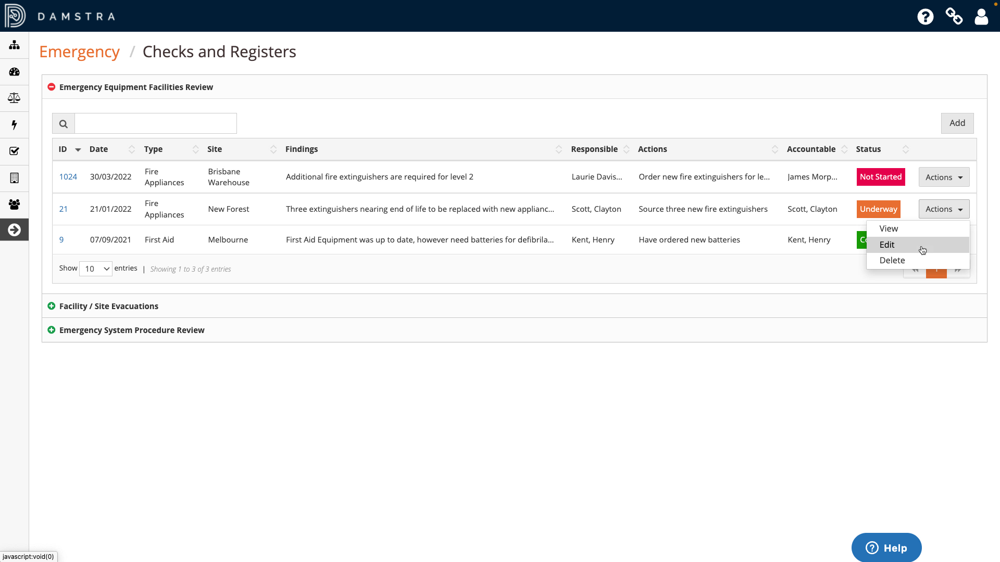 DAMSTRA
Emergency / Checks and Registers
Emergency Equipment Facilities Review
Add
ID Date Type Site Findings Responsible Actions Accountable Status
1024 30/03/2022 Fire Appliances Brisbane Warehouse Additional fire extinguishers are required for level 2 Laurie Davis... Order new fire extinguishers for le... James Morp... Not Started Actions
21 21/01/2022 Fire Appliances New Forest Three extinguishers nearing end of life to be replaced with new applianc... Scott, Clayton Source three new fire extinguishers Scott, Clayton Underway Actions
View
9 07/09/2021 First Aid Melbourne First Aid Equipment was up to date, however need batteries for defibrila... Kent, Henry Have ordered new batteries Kent, Henry
Edit
Delete
Show 10 entries | Showing 1 to 3 of 3 entries
Facility / Site Evacuations
Emergency System Procedure Review
Help
javascript:void(0)